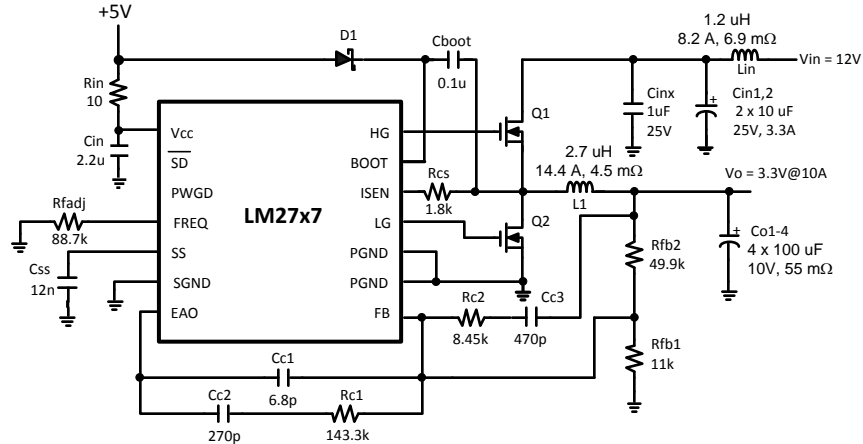 +5V
D1
Cboot
0.1u
1.2 uH
8.2 A, 6.9 mΩ
Lin
Vin = 12V
Rin
10
Cin
2.2u
Cinx
1uF
25V
Cin1,2
2 x 10 uF
25V, 3.3A
+
Vcc
SD
PWGD
FREQ
SS
SGND
EAO
LM27x7
HG
BOOT
ISEN
LG
PGND
PGND
FB
Q1
Q2
Rcs
1.8k
2.7 uH
14.4 A, 4.5 mΩ
L1
Vo = 3.3V@10A
Rfadj
88.7k
Css
12n
Rfb2
49.9k
+
Co1-4
4 x 100 uF
10V, 55 mΩ
Rc2
8.45k
Cc3
470p
Rfb1
11k
Cc1
6.8p
Cc2
270p
Rc1
143.3k